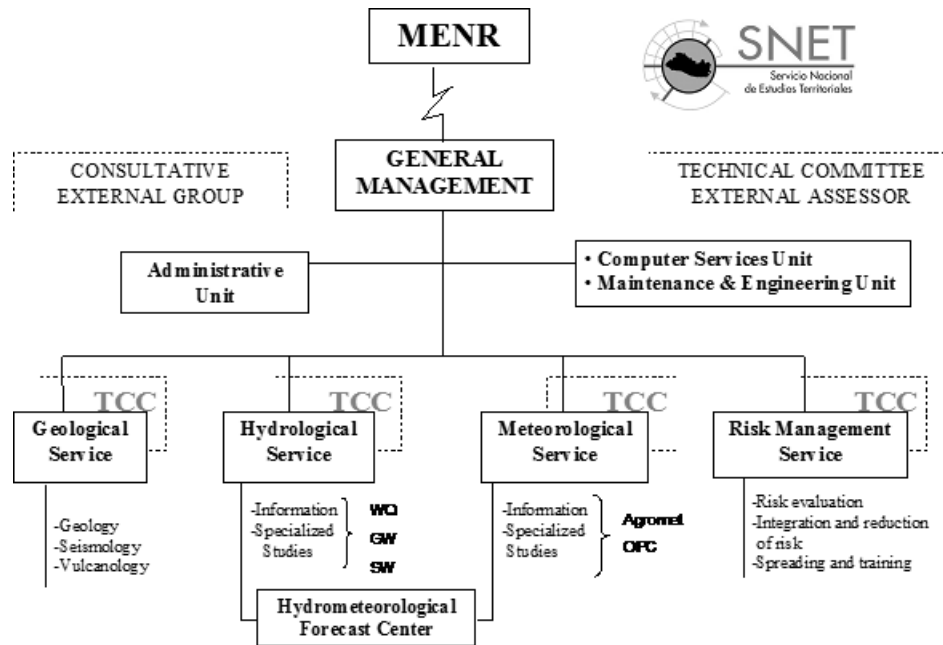 MENR
SNET
Servicio Nacional
de Estudios Territoriales
GENERAL
MANAGEMENT
CONSULTATIVE
EXTERNAL GROUP
TECHNICAL COMMITTEE
EXTERNAL ASSESSOR
Administrative
Unit
• Computer Services Unit
• Maintenance & Engineering Unit
TCC
Geological
Service
TCC
Hydrological
Service
TCC
Meteorological
Service
TCC
Risk Management
Service
-Geology
-Seismology
-Vulcanology
-Information
-Specialized
Studies
WQ
GW
SW
-Information
-Specialized
Studies
Agromet
OPC
-Risk evaluation
-Integration and reduction
of risk
-Spreading and training
Hydrometeorological
Forecast Center